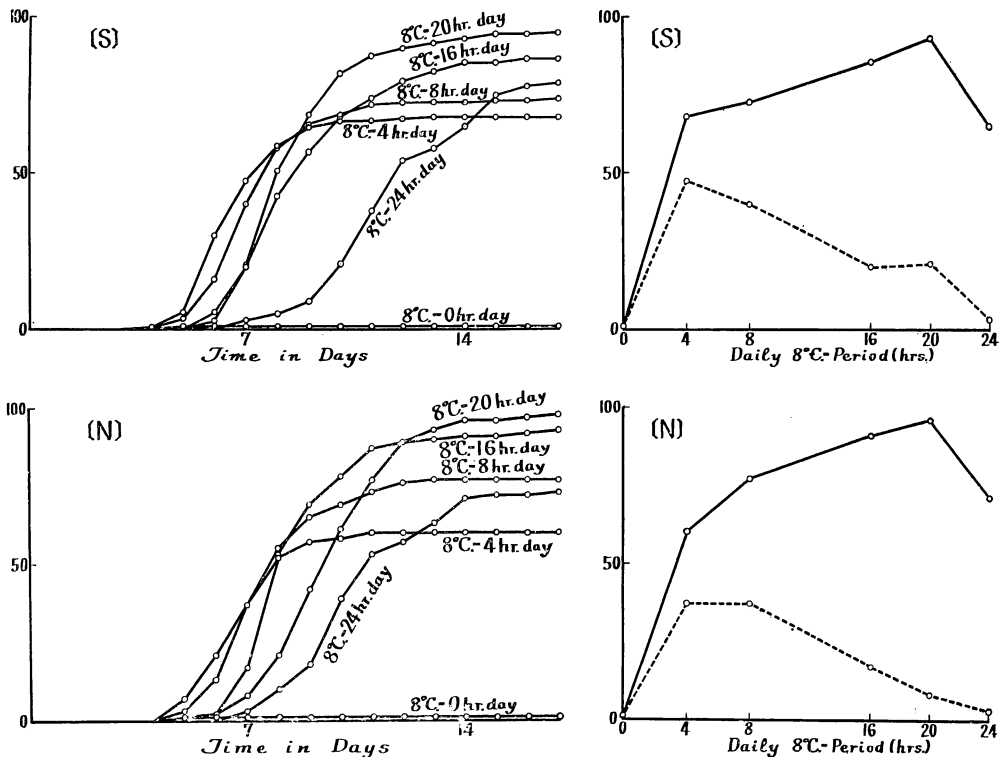 100
50
0
[S]
8°C.-20 hr. day
8°C.-16 hr. day
8°C.-8 hr. day
8°C.-4 hr. day
8°C.-24 hr. day
8°C.-0 hr. day
7
14
Time in Days
100
50
0
[S]
0 4 8 16 20 24
Daily 8°C.-Period (hrs.)
100
50
0
[N]
8°C.-20 hr. day
8°C.-16 hr. day
8°C.-8 hr. day
8°C.-4 hr. day
8°C.-24 hr. day
8°C.-0 hr. day
7
14
Time in Days
100
50
0
[N]
0 4 8 16 20 24
Daily 8°C.-Period (hrs.)